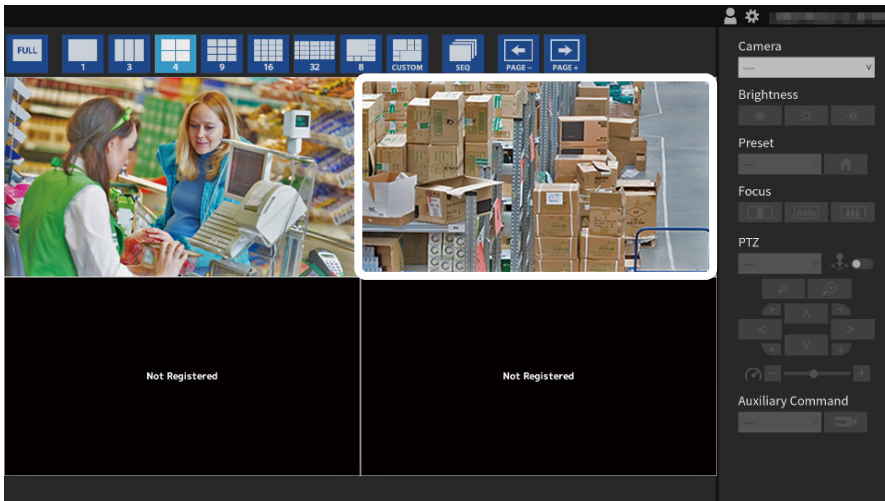 FULL
1
3
4
9
16
32
8
CUSTOM
SEQ
PAGE −
PAGE +
Camera
----
Brightness
Preset
----
Focus
Auto
PTZ
----
Auxiliary Command
----
Not Registered
Not Registered